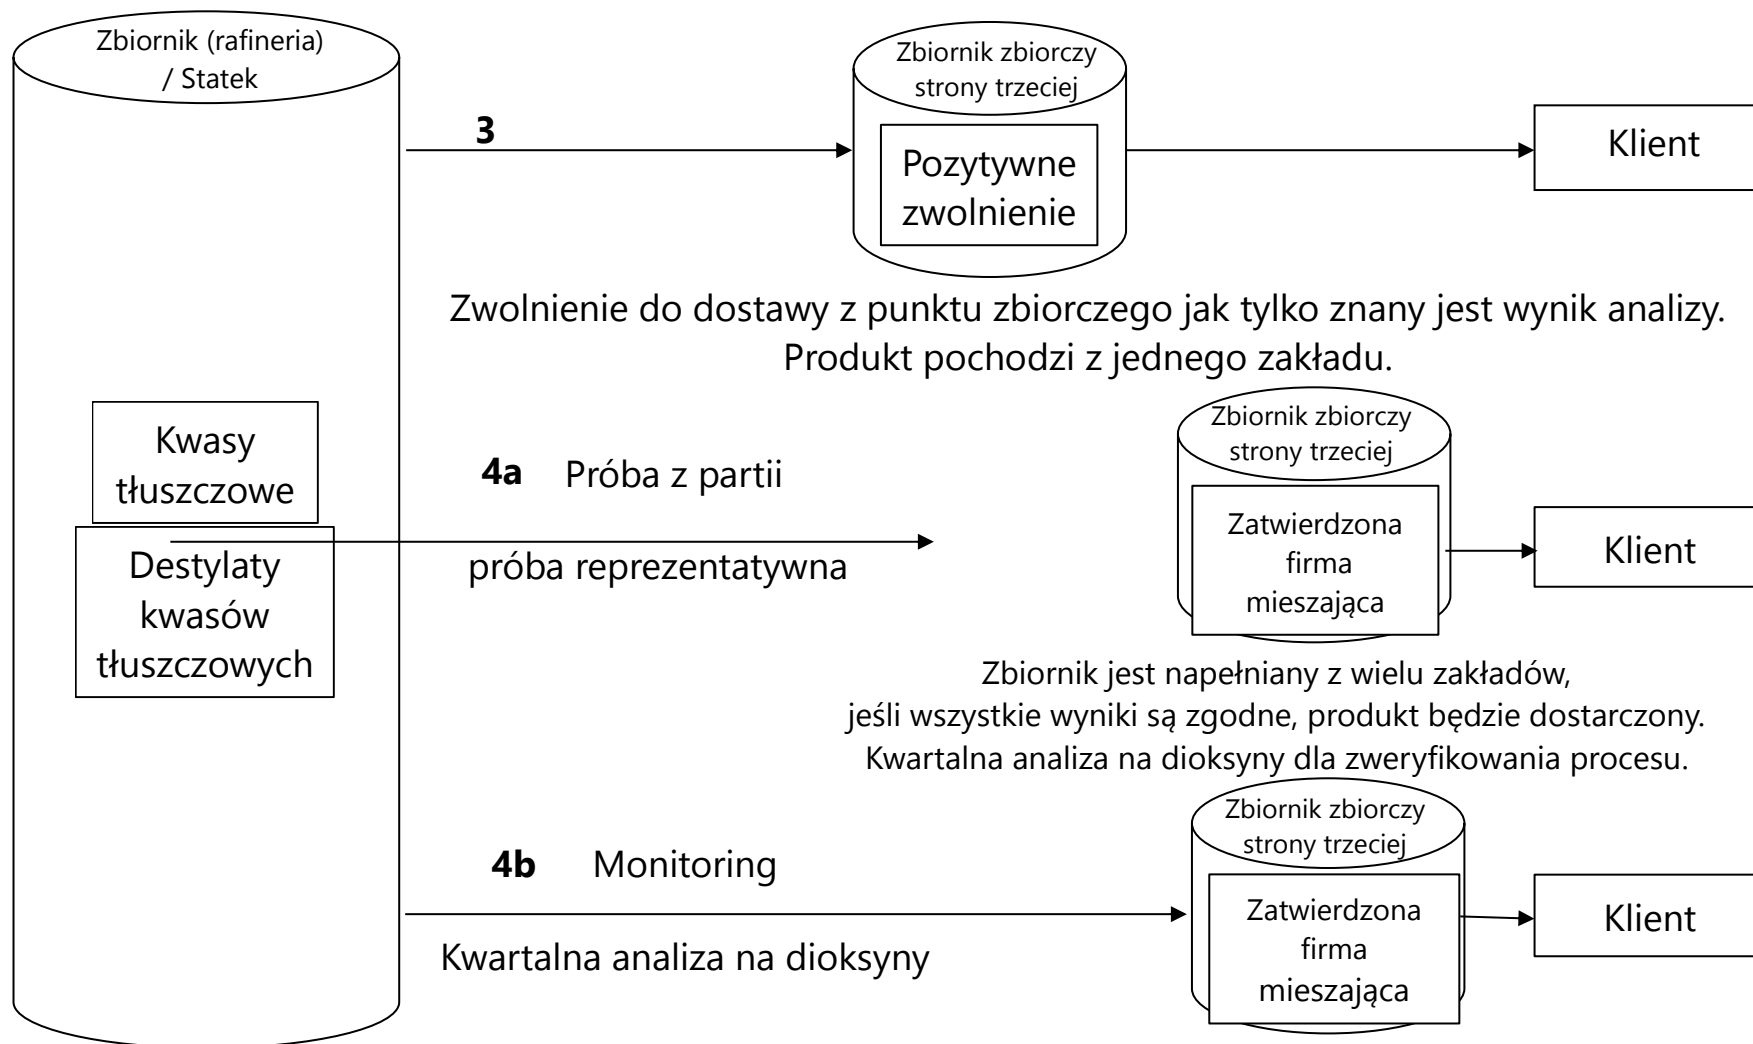 Zbiornik (rafineria)
/ Statek
Zbiornik zbiorczy
strony trzeciej
3
Pozytywne
zwolnienie
Klient
Zwolnienie do dostawy z punktu zbiorczego jak tylko znany jest wynik analizy.
Produkt pochodzi z jednego zakładu.
Kwasy
tłuszczowe
Destylaty
kwasów
tłuszczowych
4a Próba z partii
próba reprezentatywna
Zbiornik zbiorczy
strony trzeciej
Zatwierdzona
firma
mieszająca
Klient
Zbiornik jest napełniany z wielu zakładów,
jeśli wszystkie wyniki są zgodne, produkt będzie dostarczony.
Kwartalna analiza na dioksyny dla zweryfikowania procesu.
4b Monitoring
Kwartalna analiza na dioksyny
Zbiornik zbiorczy
strony trzeciej
Zatwierdzona
firma
mieszająca
Klient